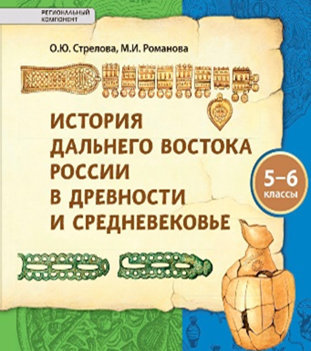 РЕГИОНАЛЬНЫЙ
КОМПОНЕНТ
О.Ю. Стрелова, М.И. Романова
ИСТОРИЯ
ДАЛЬНЕГО ВОСТОКА
РОССИИ
В ДРЕВНОСТИ
И СРЕДНЕВЕКОВЬЕ
5–6
классы